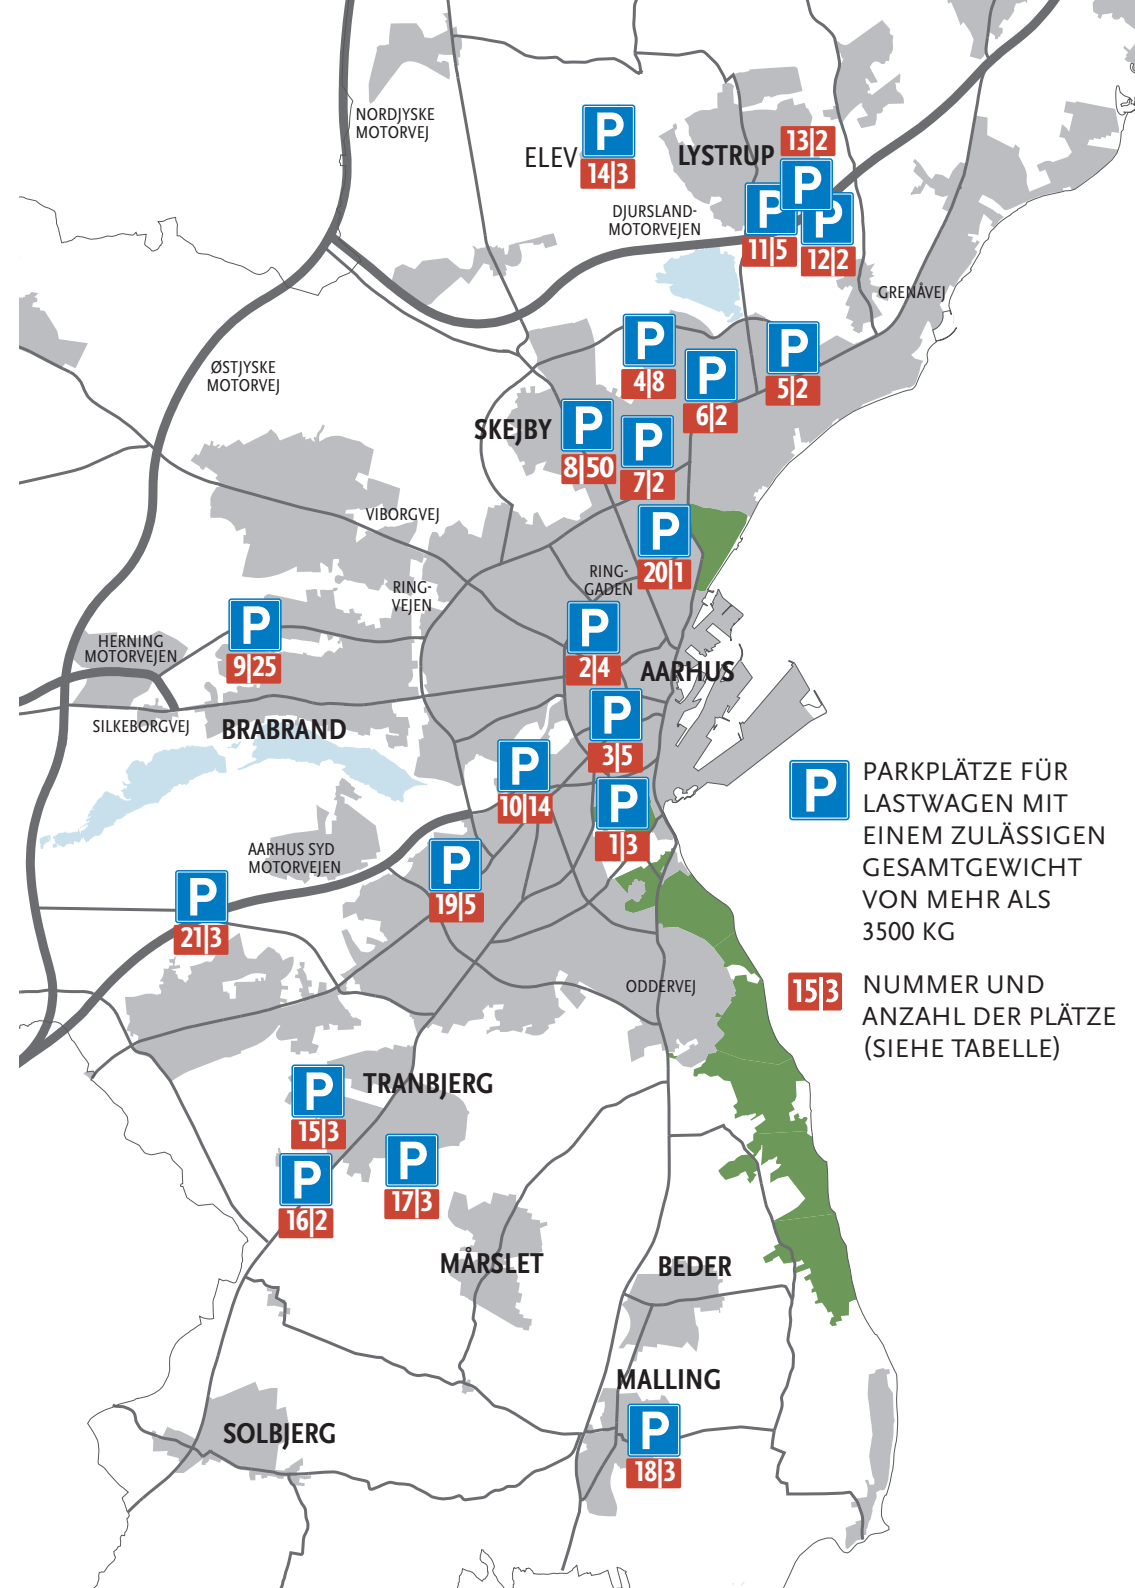 NORDJYSKE
MOTORVEJ
P
ELEV
14|3
LYSTRUP
13|2
P
P
P
11|5
12|2
DJURSLAND-
MOTORVEJEN
GRENÅVEJ
ØSTJYSKE
MOTORVEJ
P
4|8
P
6|2
P
5|2
SKEJBY
P
8|50
P
7|2
VIBORGVEJ
P
20|1
RING-
GADEN
RING-
VEJEN
P
9|25
HERNING
MOTORVEJEN
P
2|4
AARHUS
SILKEBORGVEJ
BRABRAND
P
3|5
P
10|14
P
1|3
P
PARKPLÄTZE FÜR
LASTWAGEN MIT
EINEM ZULÄSSIGEN
GESAMTGEWICHT
VON MEHR ALS
3500 KG
AARHUS SYD
MOTORVEJEN
P
19|5
P
21|3
ODDERVEJ
15|3
NUMMER UND
ANZAHL DER PLÄTZE
(SIEHE TABELLE)
P
15|3
TRANBJERG
P
16|2
P
17|3
MÅRSLET
BEDER
MALLING
P
18|3
SOLBJERG